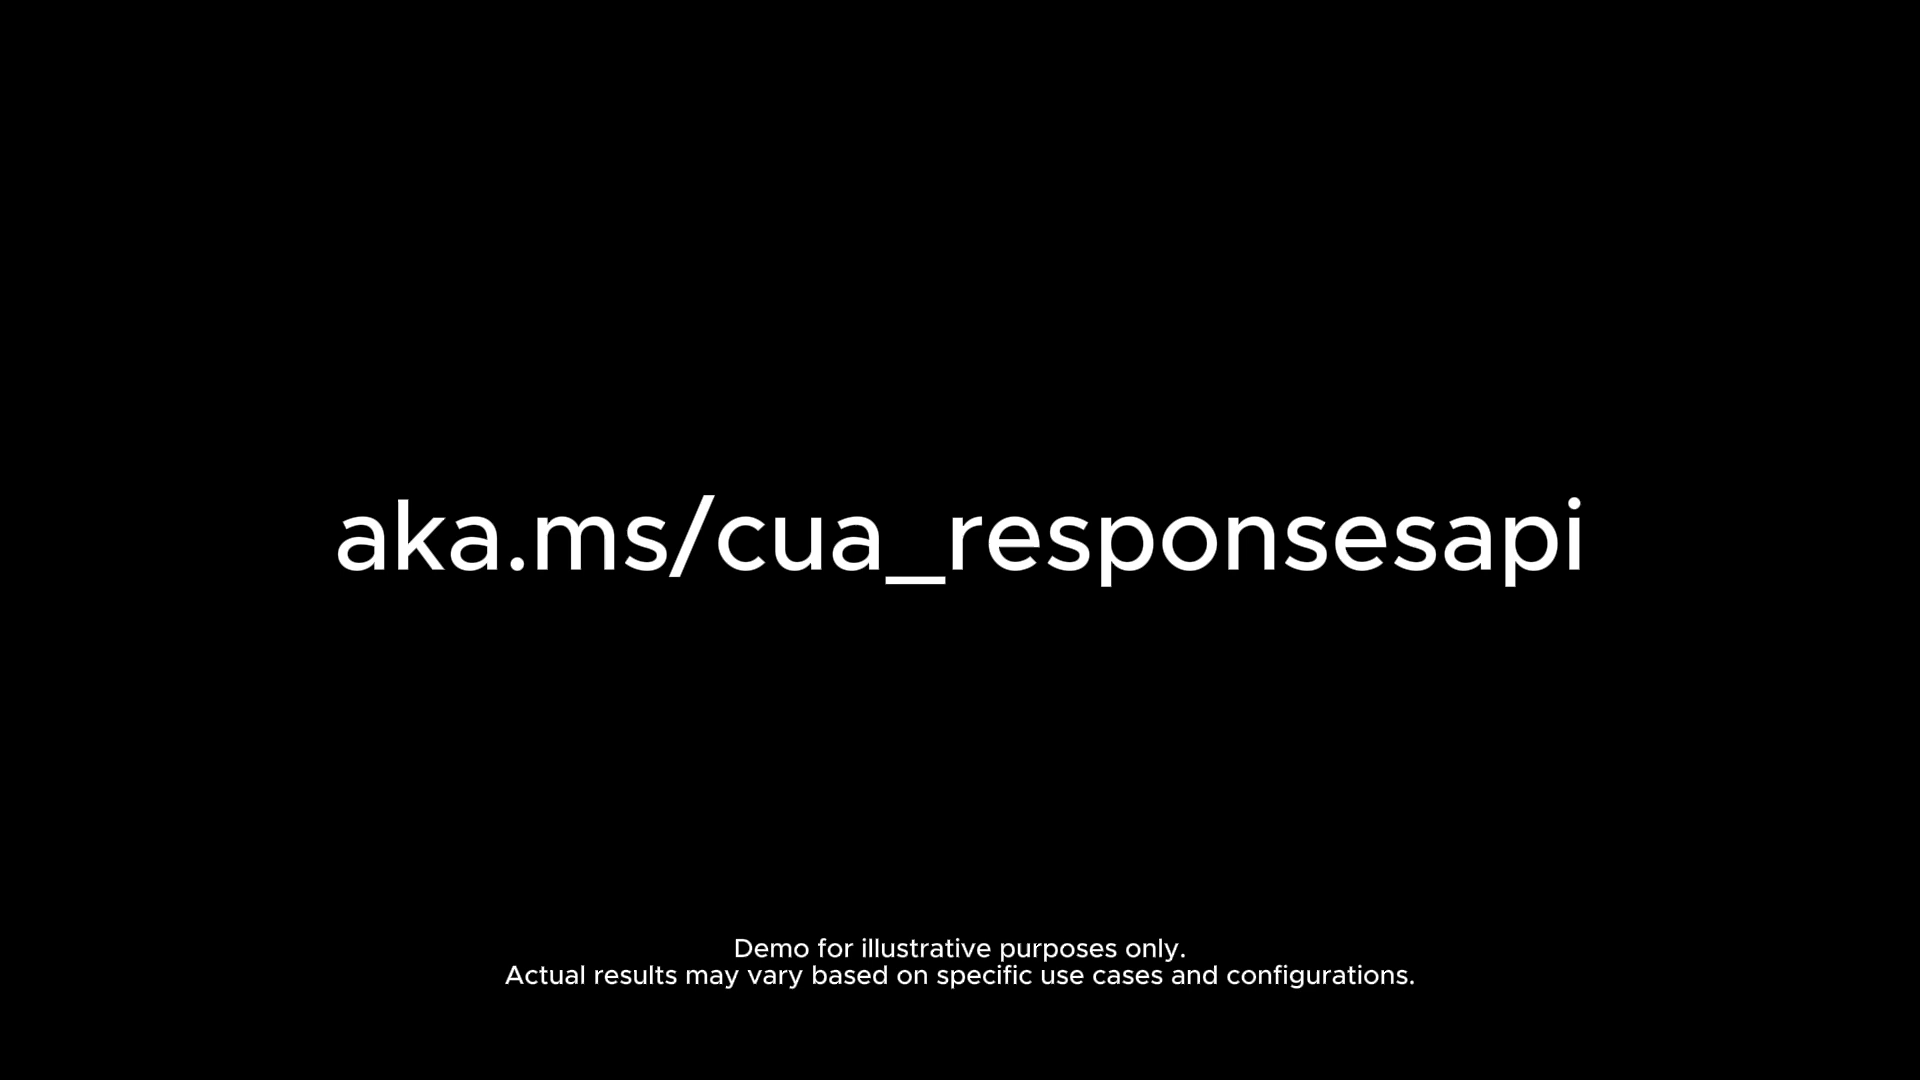 aka.ms/cua_responsesapi
Demo for illustrative purposes only.
Actual results may vary based on specific use cases and configurations.